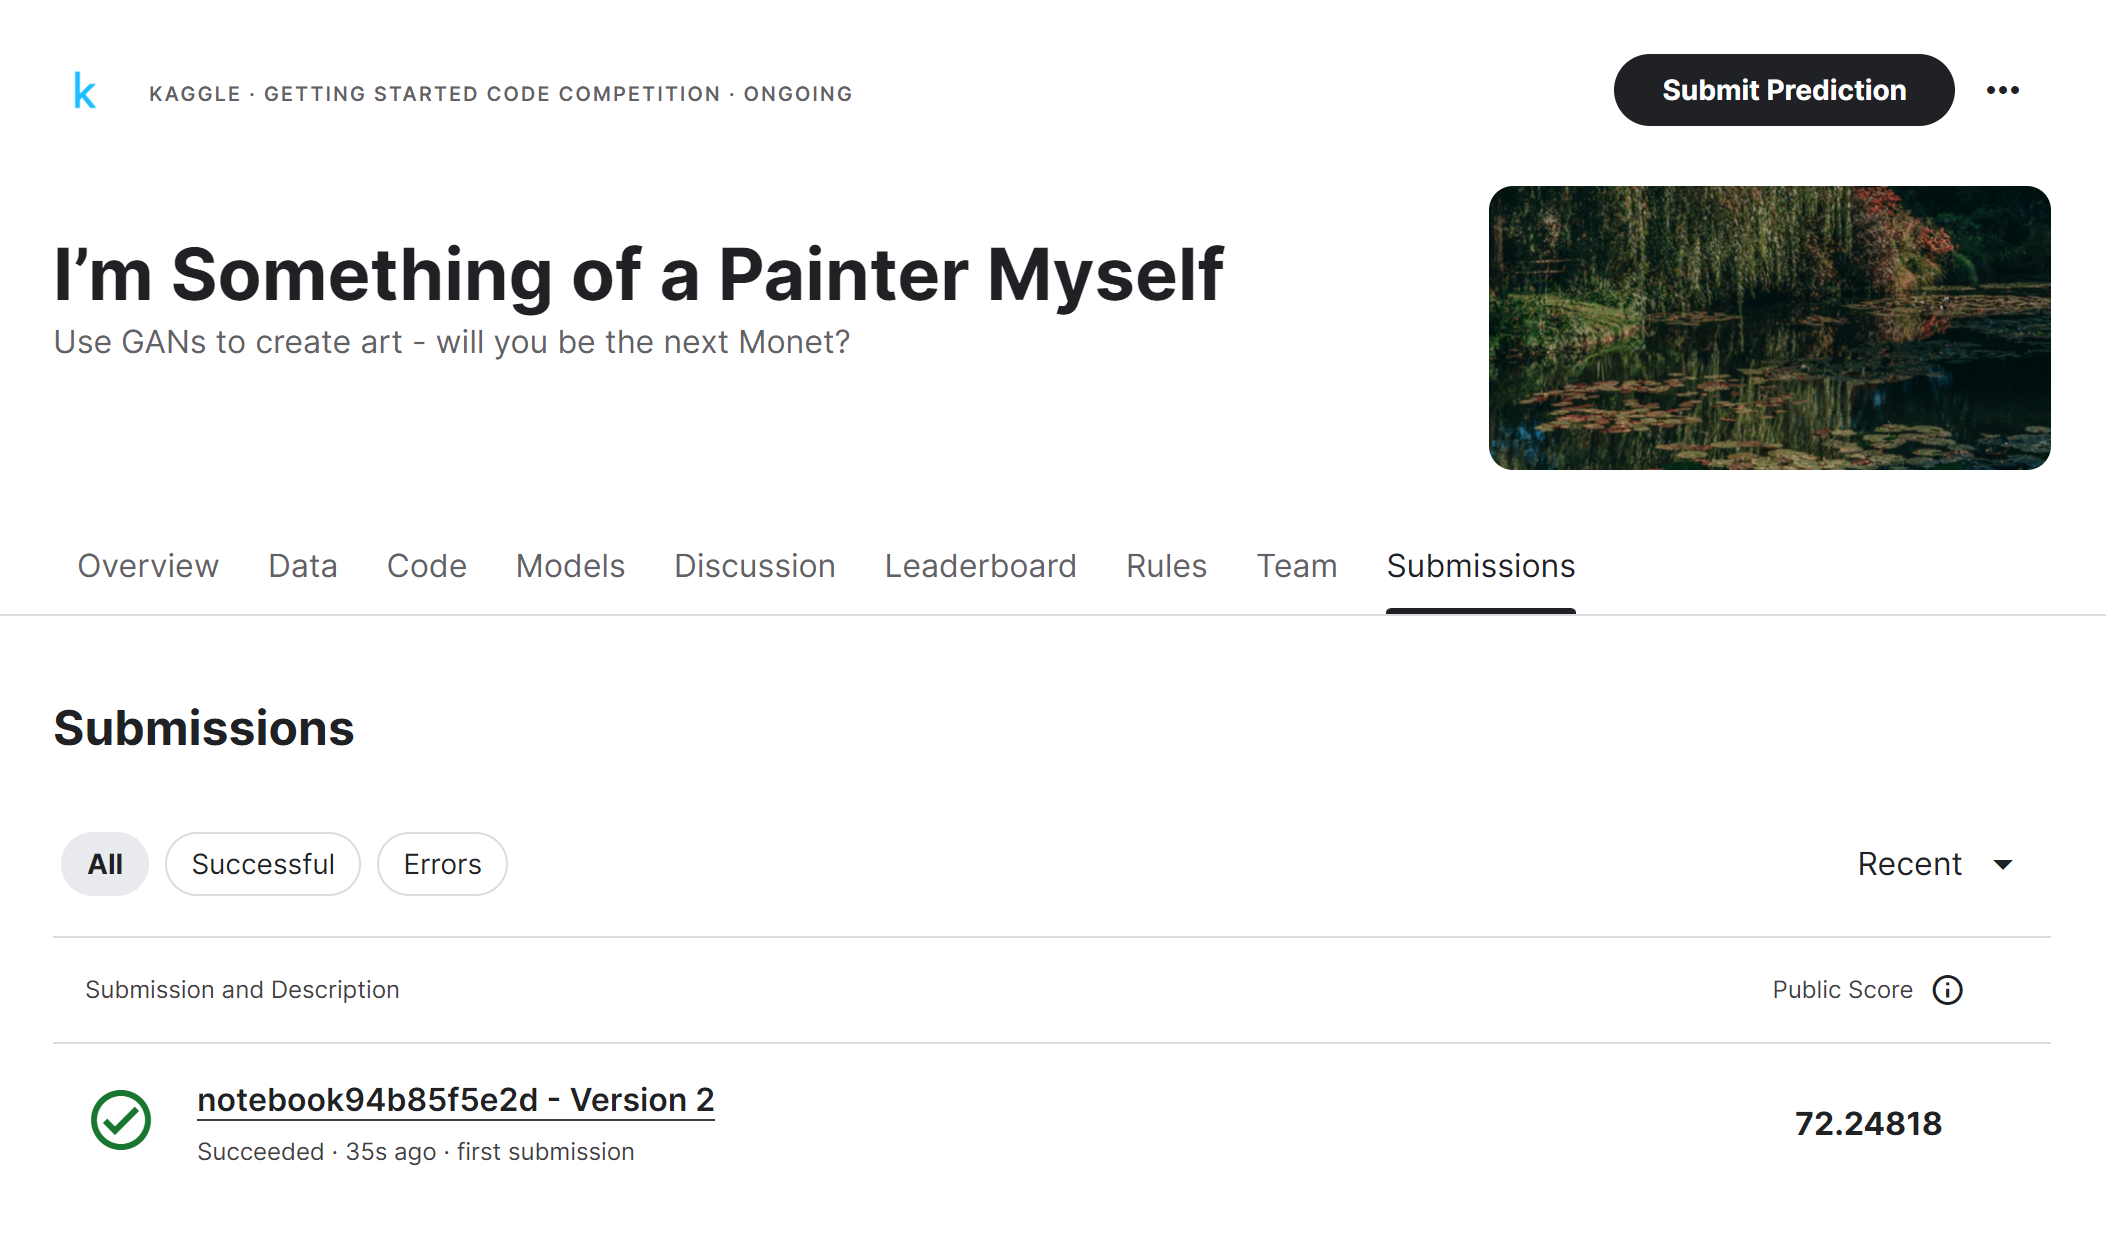 k KAGGLE · GETTING STARTED CODE COMPETITION · ONGOING
Submit Prediction
I’m Something of a Painter Myself
Use GANs to create art - will you be the next Monet?
Overview Data Code Models Discussion Leaderboard Rules Team Submissions
Submissions
All Successful Errors
Recent
Submission and Description Public Score
notebook94b85f5e2d - Version 2
72.24818
Succeeded · 35s ago · first submission